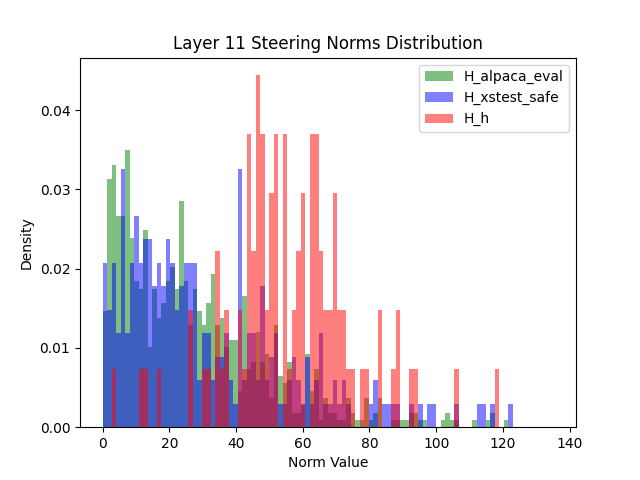 Layer 11 Steering Norms Distribution
H_alpaca_eval
H_xstest_safe
H_h
0.04
0.03
0.02
0.01
0.00
Density
0 20 40 60 80 100 120 140
Norm Value